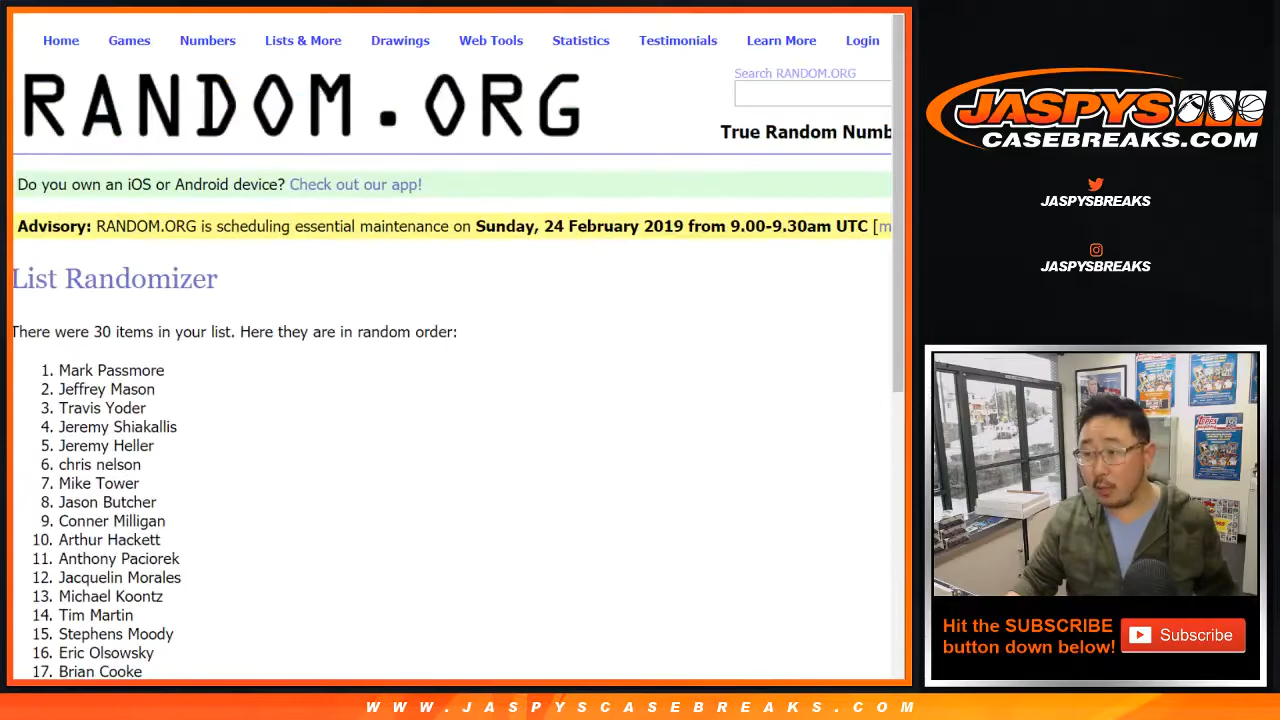 Home Games Numbers Lists & More Drawings Web Tools Statistics Testimonials Learn More Login
RANDOM.ORG
Search RANDOM.ORG
True Random Numb
Do you own an iOS or Android device? Check out our app!
Advisory: RANDOM.ORG is scheduling essential maintenance on Sunday, 24 February 2019 from 9.00-9.30am UTC [m
List Randomizer
There were 30 items in your list. Here they are in random order:
1. Mark Passmore
2. Jeffrey Mason
3. Travis Yoder
4. Jeremy Shiakallis
5. Jeremy Heller
6. chris nelson
7. Mike Tower
8. Jason Butcher
9. Conner Milligan
10. Arthur Hackett
11. Anthony Paciorek
12. Jacquelin Morales
13. Michael Koontz
14. Tim Martin
15. Stephens Moody
16. Eric Olsowsky
17. Brian Cooke
JASPYS
CASEBREAKS.COM
JASPYSBREAKS
JASPYSBREAKS
topps
Hit the SUBSCRIBE
button down below!
Subscribe
WWW.JASPYSCASEBREAKS.COM